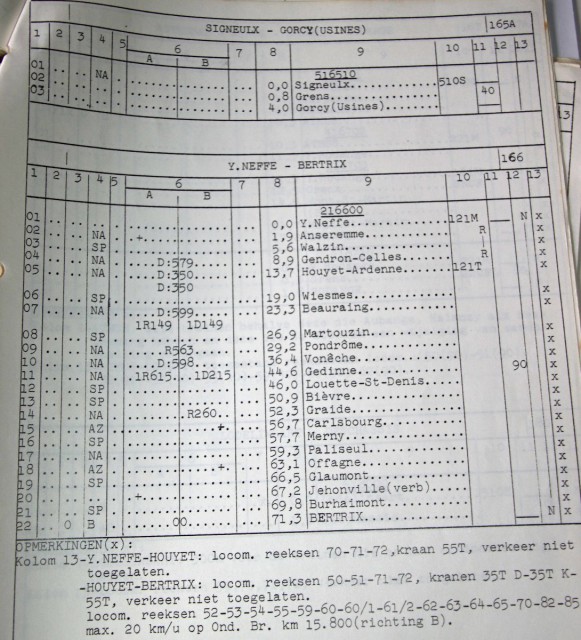 SIGNEULX - GORCY(USINES) 165A
1 2 3 4 5 6 7 8 9 10 11 12 13
A B
516510
01 .. .. NA .. 0,0 Signeulx........ 510S
02 .. .. .. 0,8 Grens........... 40
03 .. .. .. 4,0 Gorcy(Usines)........
Y.NEFFE - BERTRIX 166
1 2 3 4 5 6 7 8 9 10 11 12 13
A B
216600
01 .. .. .. 0,0 Y.Neffe.............. 121M N x
02 .. .. NA .. + 1,9 Anseremme............ R x
03 .. .. SP .. 5,6 Walzin............... x
04 .. .. NA .. D:579. 8,9 Gendron-Celles....... R x
05 .. .. NA .. D:350. 13,7 Houyet-Ardenne....... 121T x
D:350
06 .. .. SP .. 19,0 Wiesmes.............. x
07 .. .. NA .. D:599. 23,3 Beauraing............ x
1R149 1D149
08 .. .. SP .. 26,9 Martouzin............ x
09 .. .. NA .. R563. 29,2 Pondrôme............. x
10 .. .. NA .. D:598. 36,4 Vonêche.............. x
11 .. .. NA .. 1R615.. 1D215 44,6 Gedinne.............. 90 x
12 .. .. SP .. 46,0 Louette-St-Denis..... x
13 .. .. SP .. 50,9 Bièvre............... x
14 .. .. NA .. R260.. 52,3 Graide............... x
15 .. .. AZ .. + 56,7 Carlsbourg........... x
16 .. .. SP .. 57,7 Merny................ x
17 .. .. NA .. 59,3 Paliseul............. x
18 .. .. AZ .. + 63,1 Offagne.............. x
19 .. .. SP .. 66,5 Glaumont............. x
20 .. .. .. + 67,2 Jehonville(verb)..... x
21 .. .. SP .. 69,8 Burhaimont........... N x
22 .. 0 B .. 00 71,3 BERTRIX.............. x
OPMERKINGEN(x):
Kolom 13-Y.NEFFE-HOUYET: locom. reeksen 70-71-72,kraan 55T, verkeer niet
toegelaten.
-HOUYET-BERTRIX: locom. reeksen 50-51-71-72, kranen 35T D-35T K-
55T, verkeer niet toegelaten.
locom. reeksen 52-53-54-55-59-60-60/1-61/2-62-63-64-65-70-82-85
max. 20 km/u op Ond. Br. km 15.800(richting B).